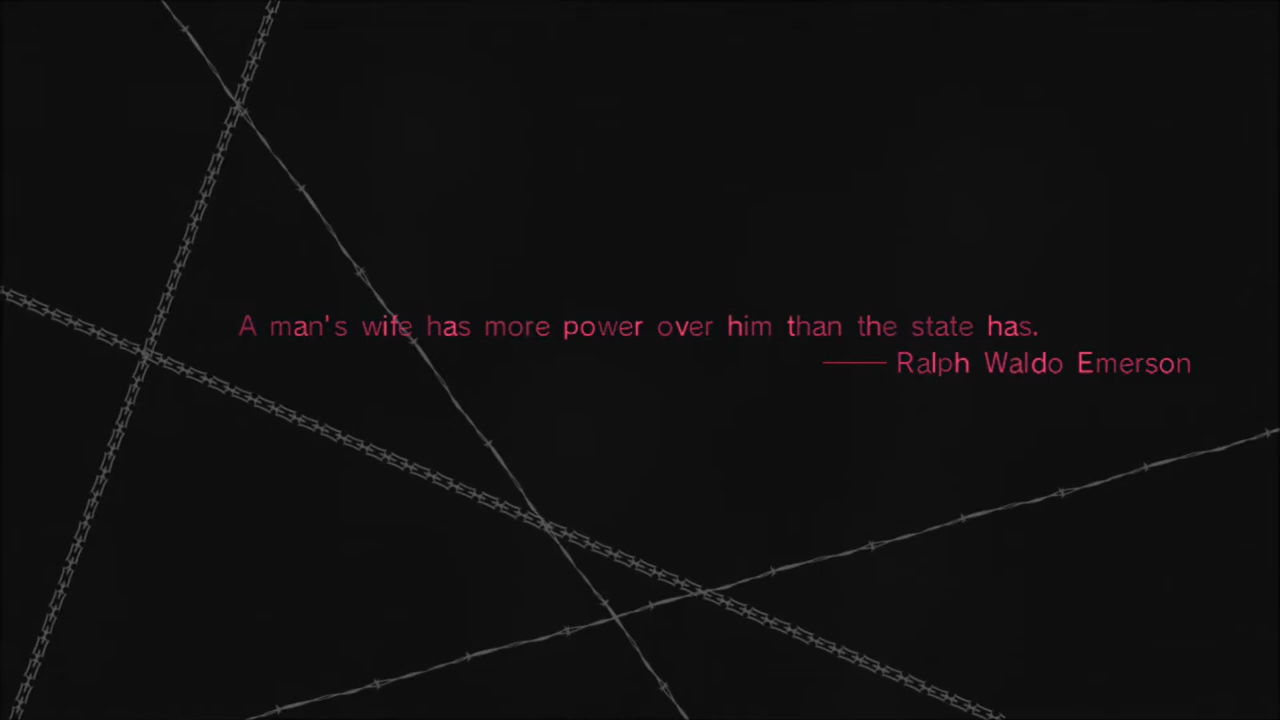 A man's wife has more power over him than the state has.
—— Ralph Waldo Emerson